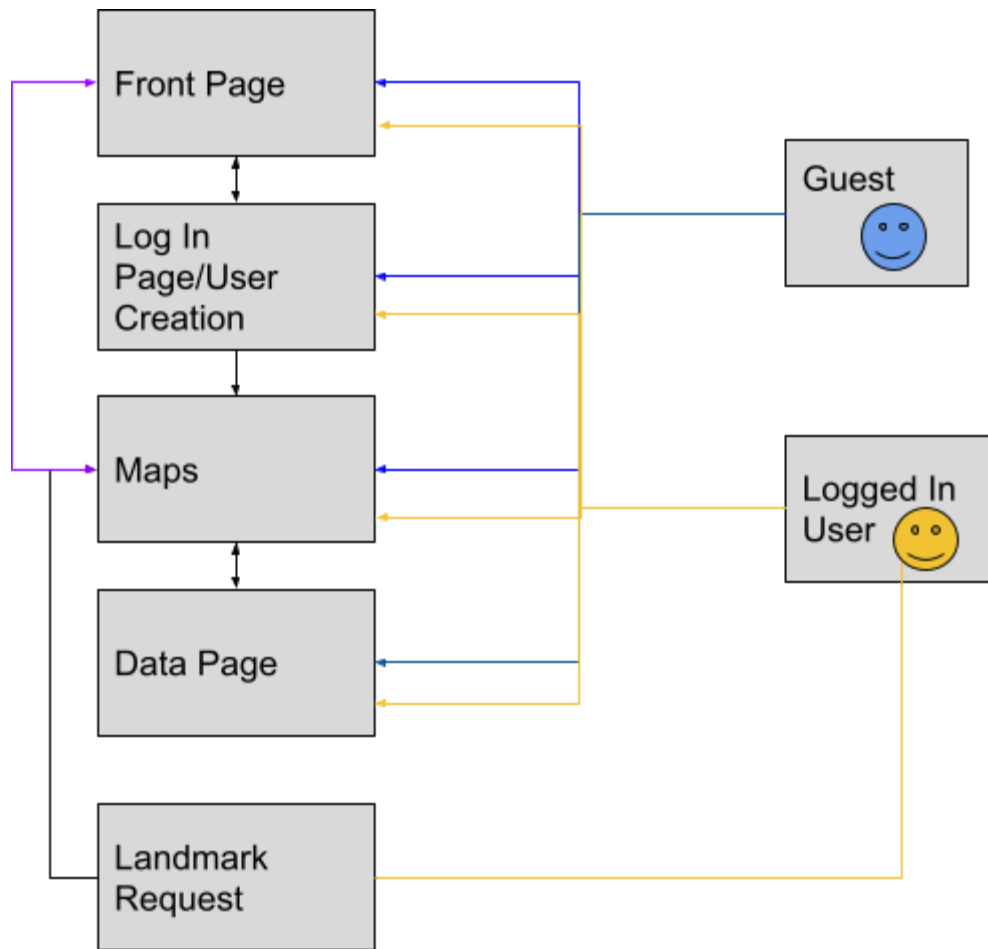 Front Page
Log In
Page/User
Creation
Maps
Data Page
Landmark
Request
Guest
Logged In
User